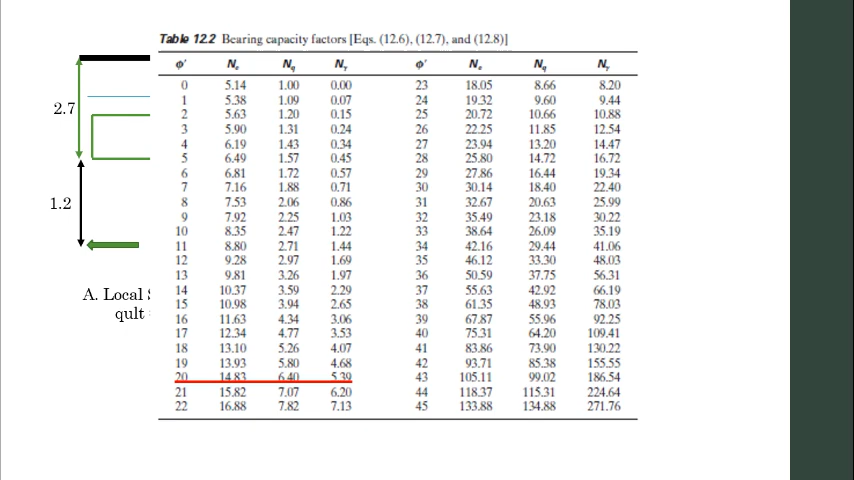 Table 12.2 Bearing capacity factors [Eqs. (12.6), (12.7), and (12.8)]
ϕ′ Nc Nq Nγ ϕ′ Nc Nq Nγ
0 5.14 1.00 0.00 23 18.05 8.66 8.20
1 5.38 1.09 0.07 24 19.32 9.60 9.44
2 5.63 1.20 0.15 25 20.72 10.66 10.88
3 5.90 1.31 0.24 26 22.25 11.85 12.54
4 6.19 1.43 0.34 27 23.94 13.20 14.47
5 6.49 1.57 0.45 28 25.80 14.72 16.72
6 6.81 1.72 0.57 29 27.86 16.44 19.34
7 7.16 1.88 0.71 30 30.14 18.40 22.40
8 7.53 2.06 0.86 31 32.67 20.63 25.99
9 7.92 2.25 1.03 32 35.49 23.18 30.22
10 8.35 2.47 1.22 33 38.64 26.09 35.19
11 8.80 2.71 1.44 34 42.16 29.44 41.06
12 9.28 2.97 1.69 35 46.12 33.30 48.03
13 9.81 3.26 1.97 36 50.59 37.75 56.31
14 10.37 3.59 2.29 37 55.63 42.92 66.19
15 10.98 3.94 2.65 38 61.35 48.93 78.03
16 11.63 4.34 3.06 39 67.87 55.96 92.25
17 12.34 4.77 3.53 40 75.31 64.20 109.41
18 13.10 5.26 4.07 41 83.86 73.90 130.22
19 13.93 5.80 4.68 42 93.71 85.38 155.55
20 14.83 6.40 5.39 43 105.11 99.02 186.54
21 15.82 7.07 6.20 44 118.37 115.31 224.64
22 16.88 7.82 7.13 45 133.88 134.88 271.76
2.7
1.2
A. Local
qult